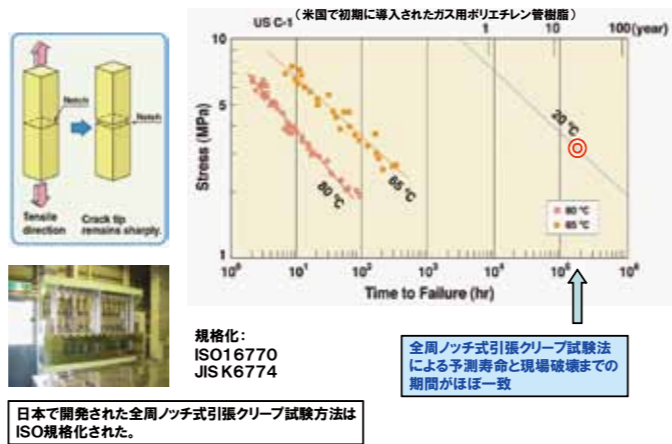 US C-1
（米国で初期に導入されたガス用ポリエチレン管樹脂）
1 10 100(year)
10
5
1
Stress (MPa)
80 ℃
65 ℃
20 ℃
80 ℃
65 ℃
10⁰ 10¹ 10² 10³ 10⁴ 10⁵ 10⁶
Time to Failure (hr)
Notch
Notch
Tensile
direction
Crack tip
remains sharply.
規格化：
ISO16770
JIS K6774
全周ノッチ式引張クリープ試験法
による予測寿命と現場破壊までの
期間がほぼ一致
日本で開発された全周ノッチ式引張クリープ試験方法は
ISO規格化された。